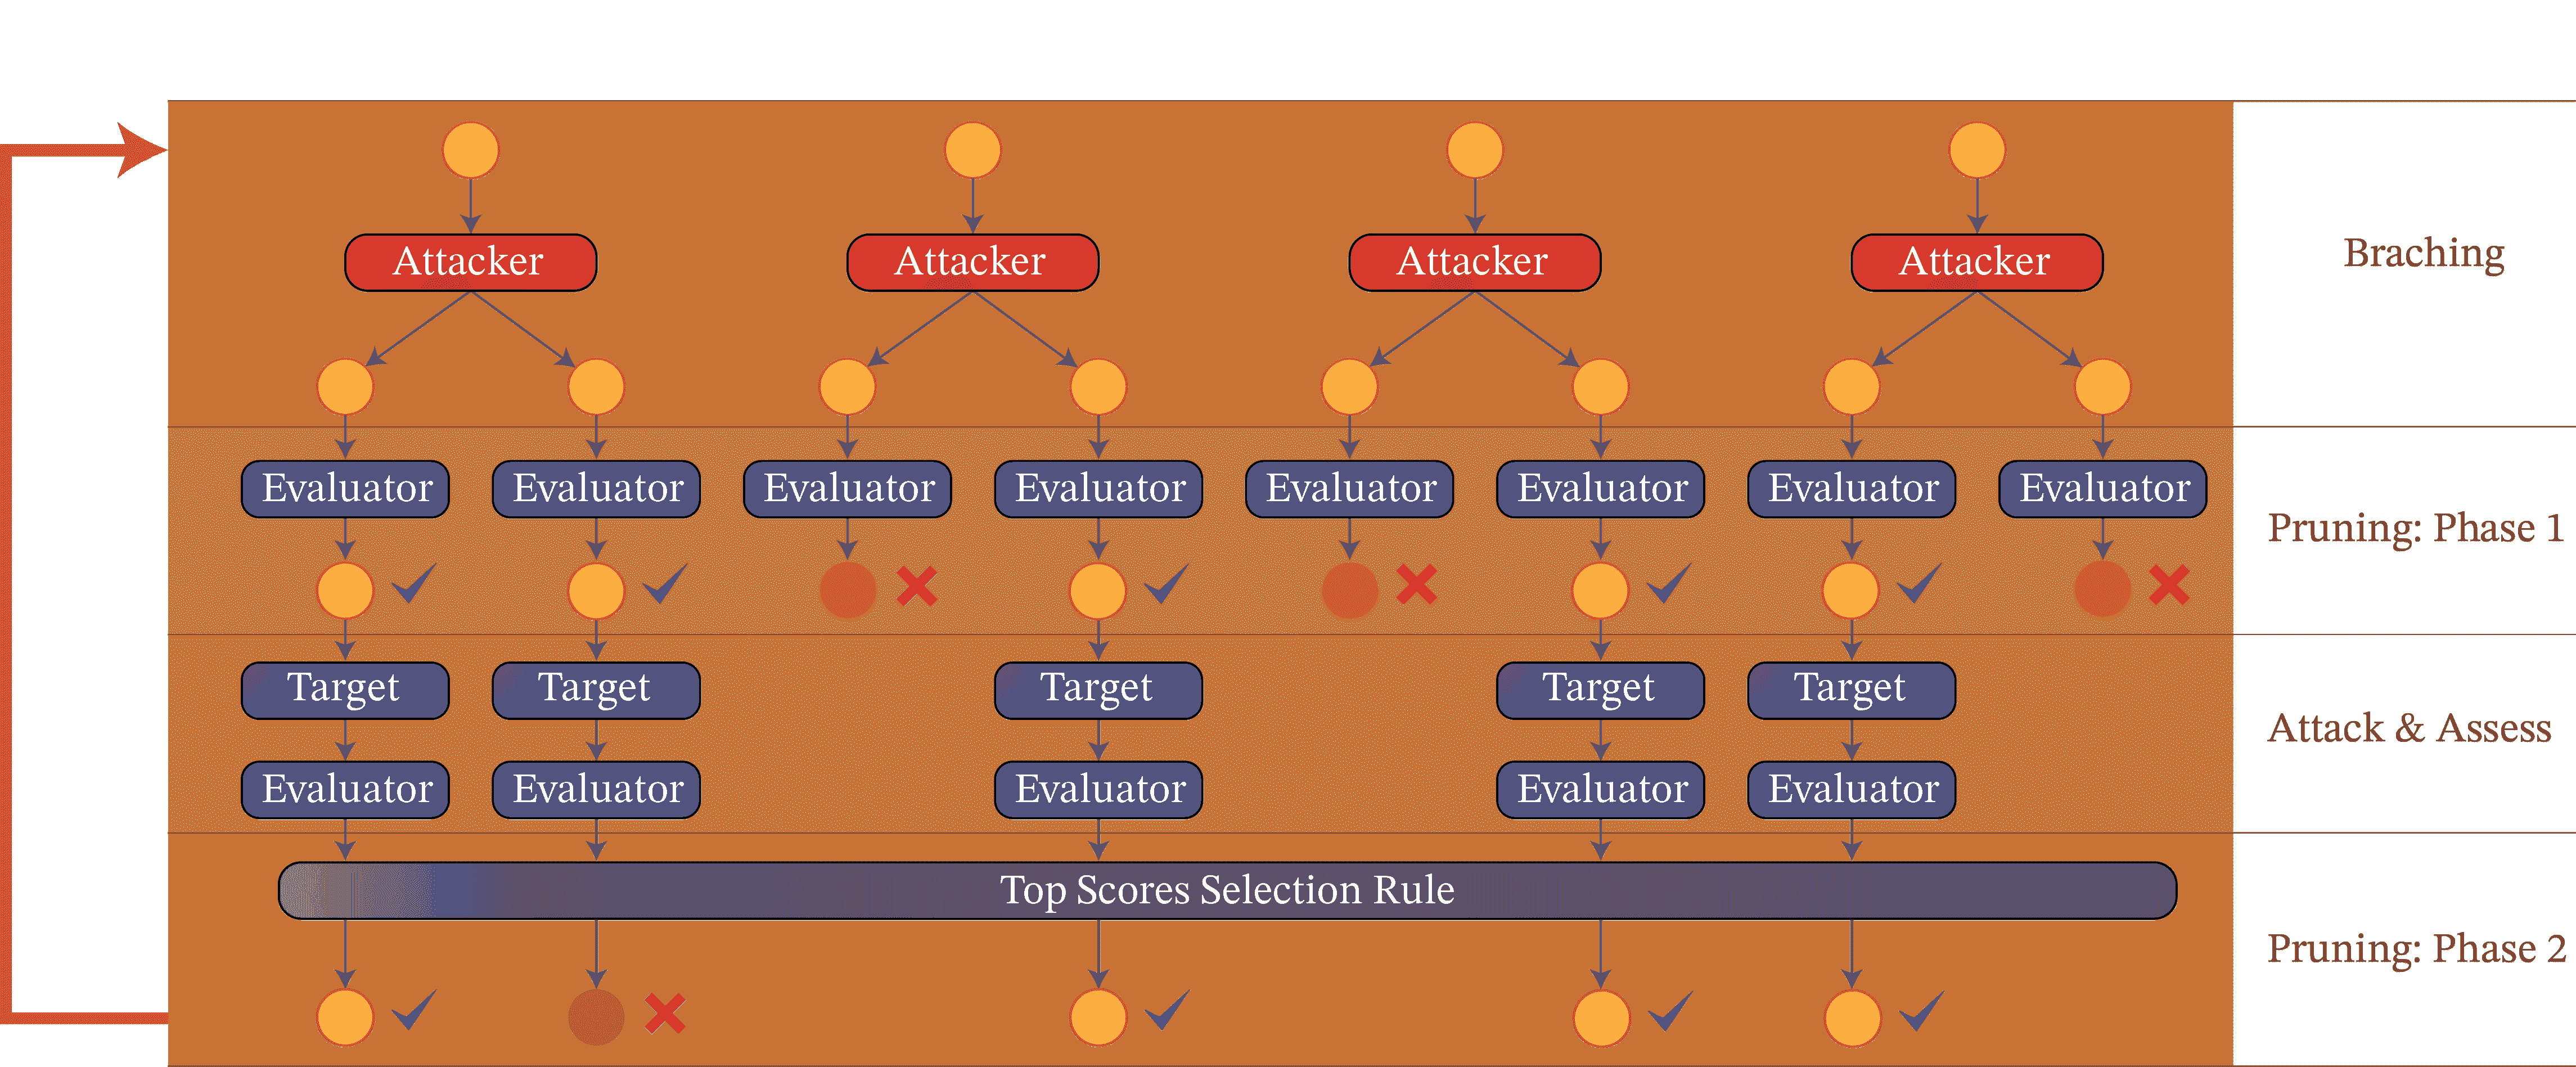 Attacker Attacker Attacker Attacker
Braching
Evaluator Evaluator Evaluator Evaluator Evaluator Evaluator Evaluator Evaluator
Pruning: Phase 1
Target Target Target Target Target
Attack & Assess
Evaluator Evaluator Evaluator Evaluator Evaluator
Top Scores Selection Rule
Pruning: Phase 2